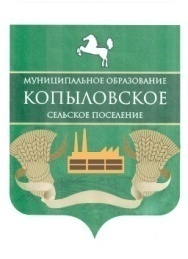 МУНИЦИПАЛЬНОЕ ОБРАЗОВАНИЕ
КОПЫЛОВСКОЕ
СЕЛЬСКОЕ ПОСЕЛЕНИЕ